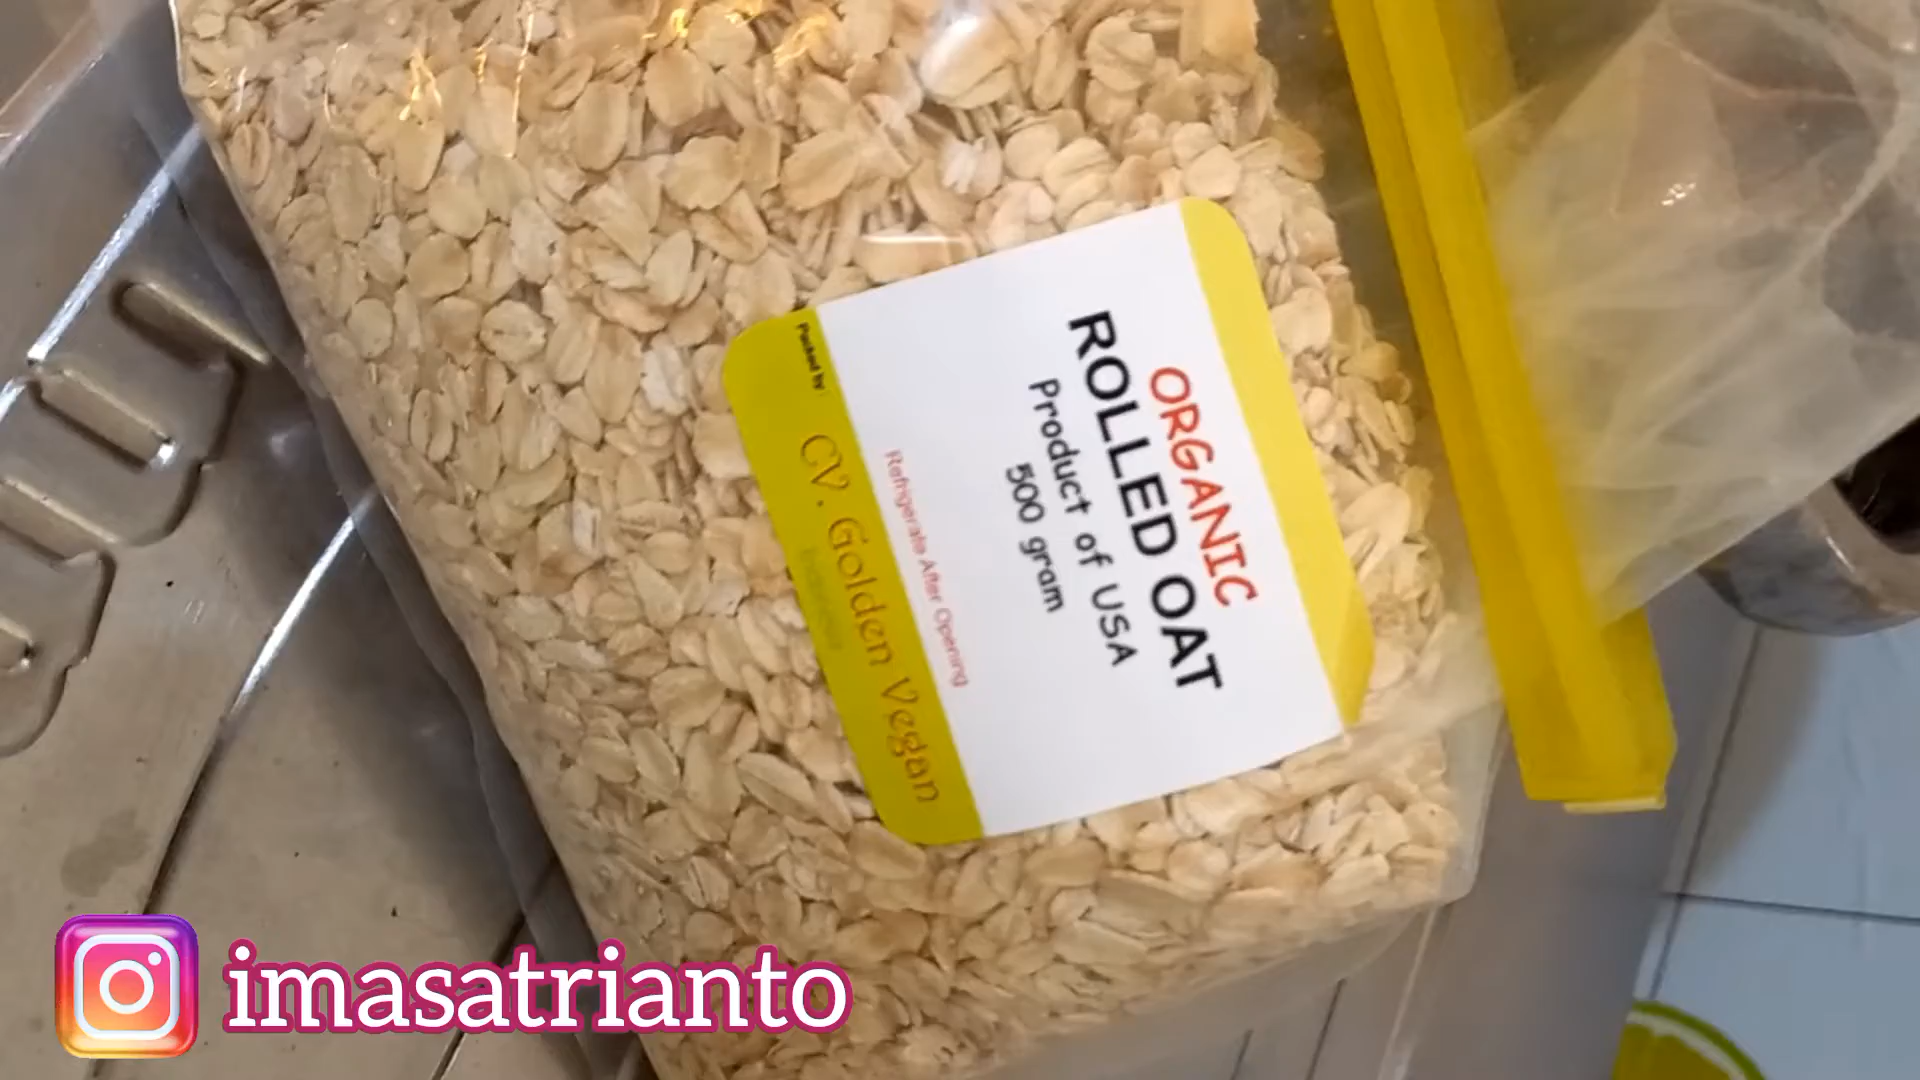 ORGANIC
ROLLED OAT
Product of USA
500 gram
Refrigerate After Opening
Packed by:
CV. Golden Vegan
imasatrianto